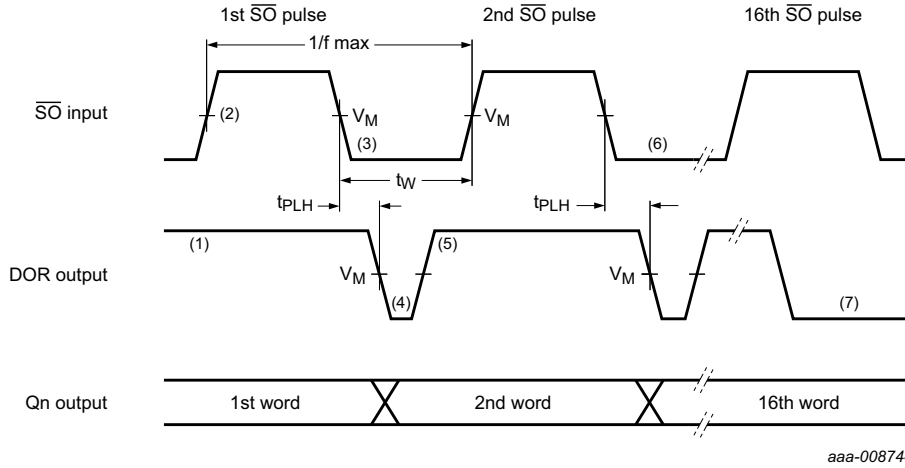 1st SO pulse 2nd SO pulse 16th SO pulse
1/f max
SO input (2) VM VM
(3) (6)
tW
tPLH tPLH
(1) (5)
DOR output VM VM
(4) (7)
Qn output 1st word 2nd word 16th word
aaa-00874